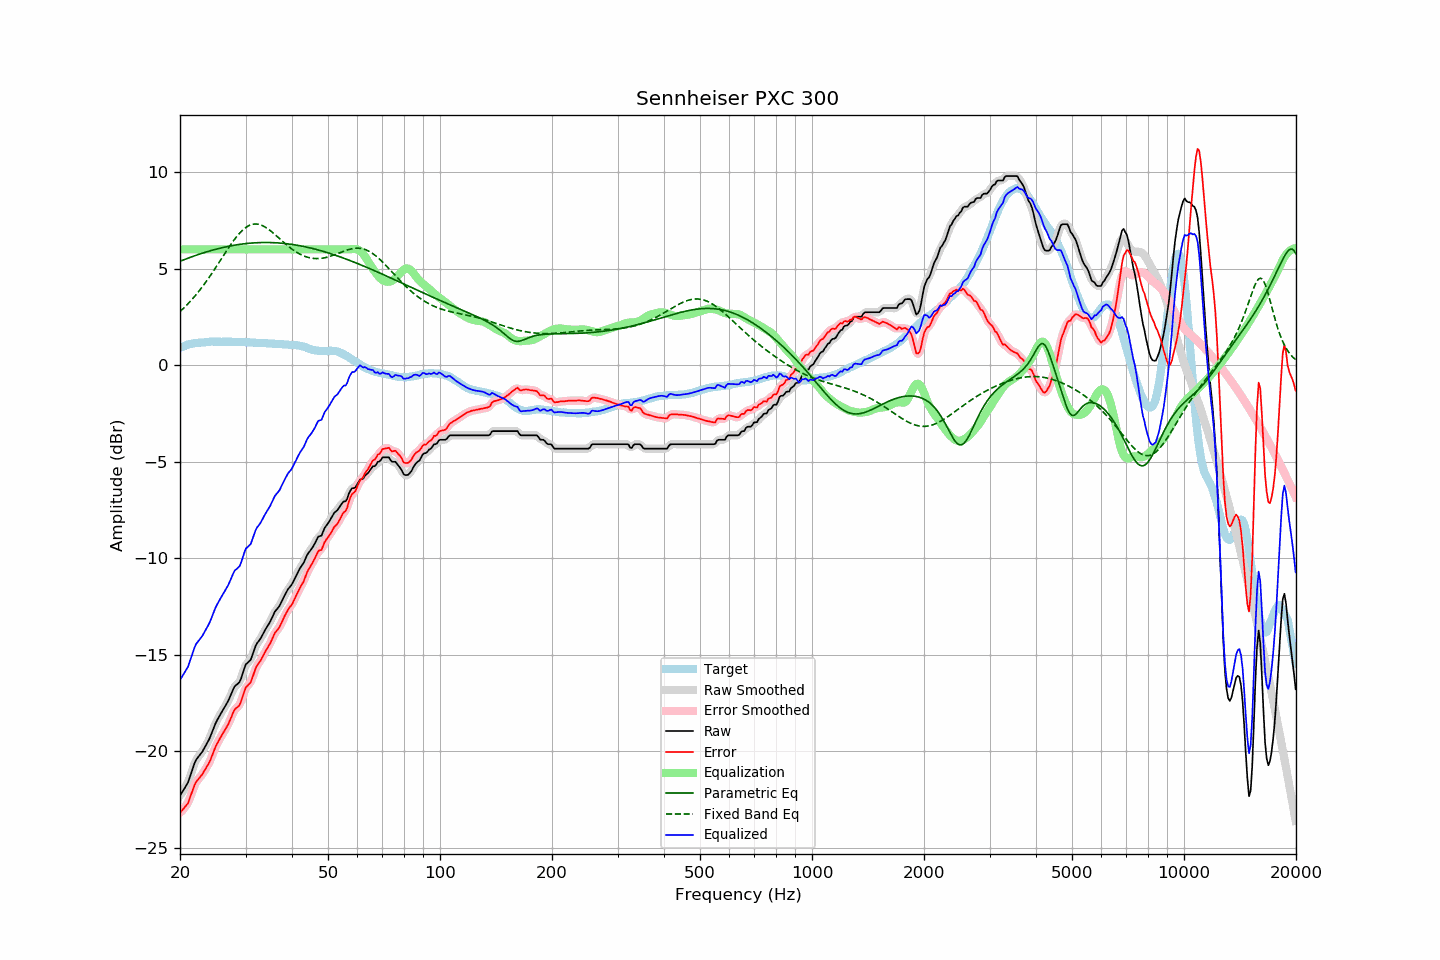 Sennheiser PXC 300
10
5
0
−5
−10
−15
−20
−25
Amplitude (dBr)
Target
Raw Smoothed
Error Smoothed
Raw
Error
Equalization
Parametric Eq
Fixed Band Eq
Equalized
20 50 100 200 500 1000 2000 5000 10000 20000
Frequency (Hz)